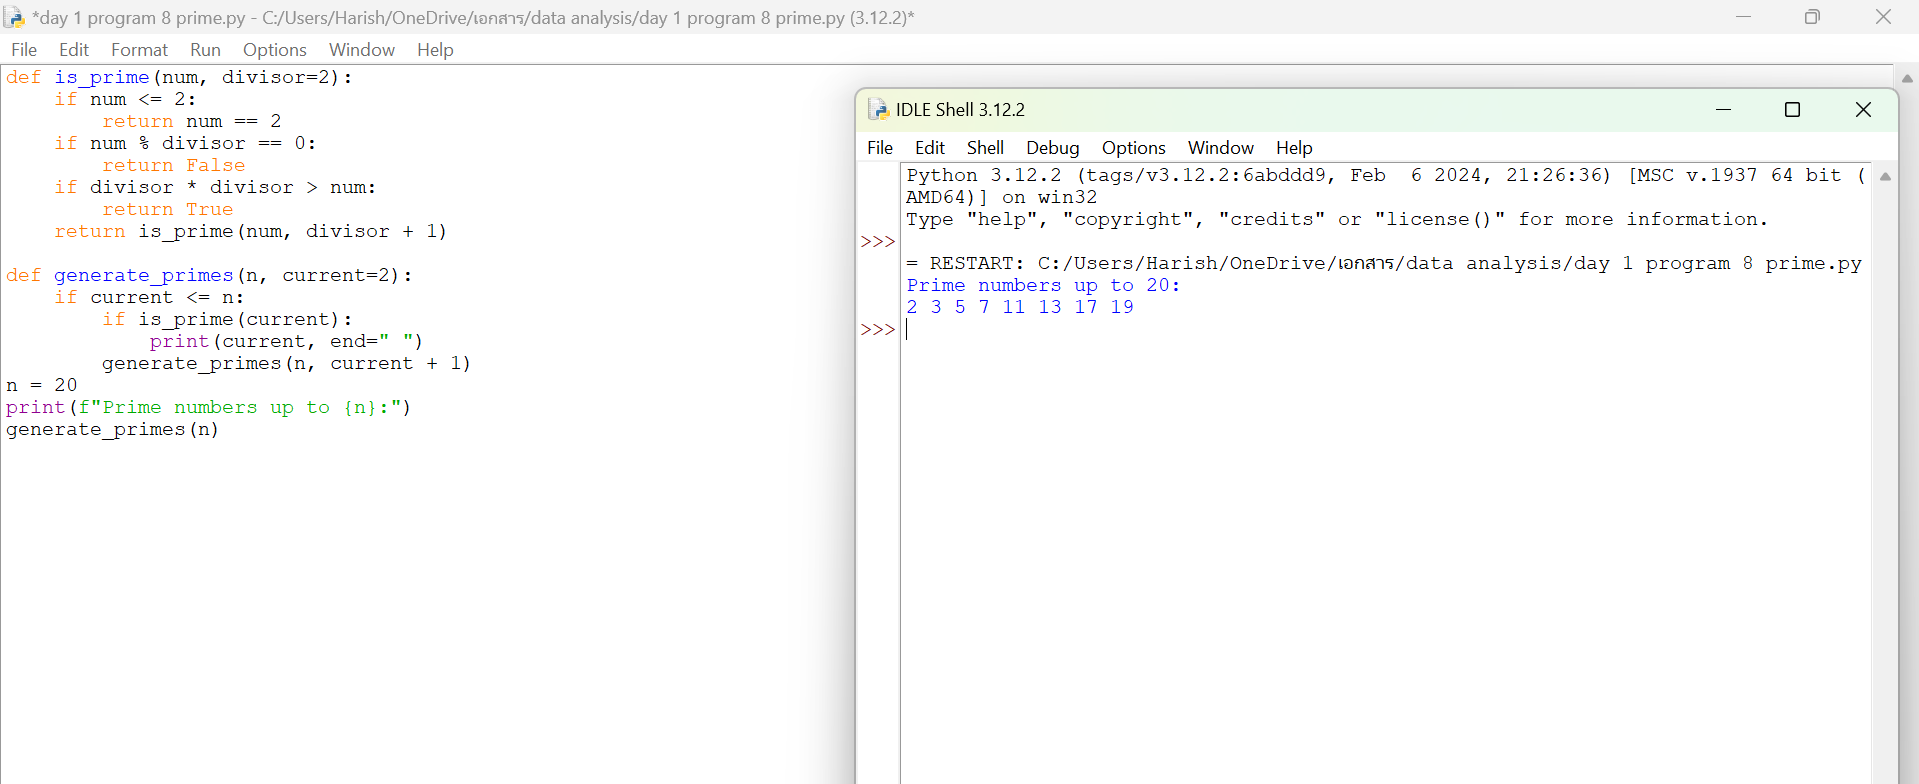 *day 1 program 8 prime.py - C:/Users/Harish/OneDrive/เอกสาร/data analysis/day 1 program 8 prime.py (3.12.2)*
File Edit Format Run Options Window Help
def is_prime(num, divisor=2):
    if num <= 2:
        return num == 2
    if num % divisor == 0:
        return False
    if divisor * divisor > num:
        return True
    return is_prime(num, divisor + 1)

def generate_primes(n, current=2):
    if current <= n:
        if is_prime(current):
            print(current, end=" ")
        generate_primes(n, current + 1)
n = 20
print(f"Prime numbers up to {n}:")
generate_primes(n)
IDLE Shell 3.12.2
File Edit Shell Debug Options Window Help
Python 3.12.2 (tags/v3.12.2:6abddd9, Feb  6 2024, 21:26:36) [MSC v.1937 64 bit (
AMD64)] on win32
Type "help", "copyright", "credits" or "license()" for more information.
>>>
= RESTART: C:/Users/Harish/OneDrive/เอกสาร/data analysis/day 1 program 8 prime.py
Prime numbers up to 20:
2 3 5 7 11 13 17 19
>>>